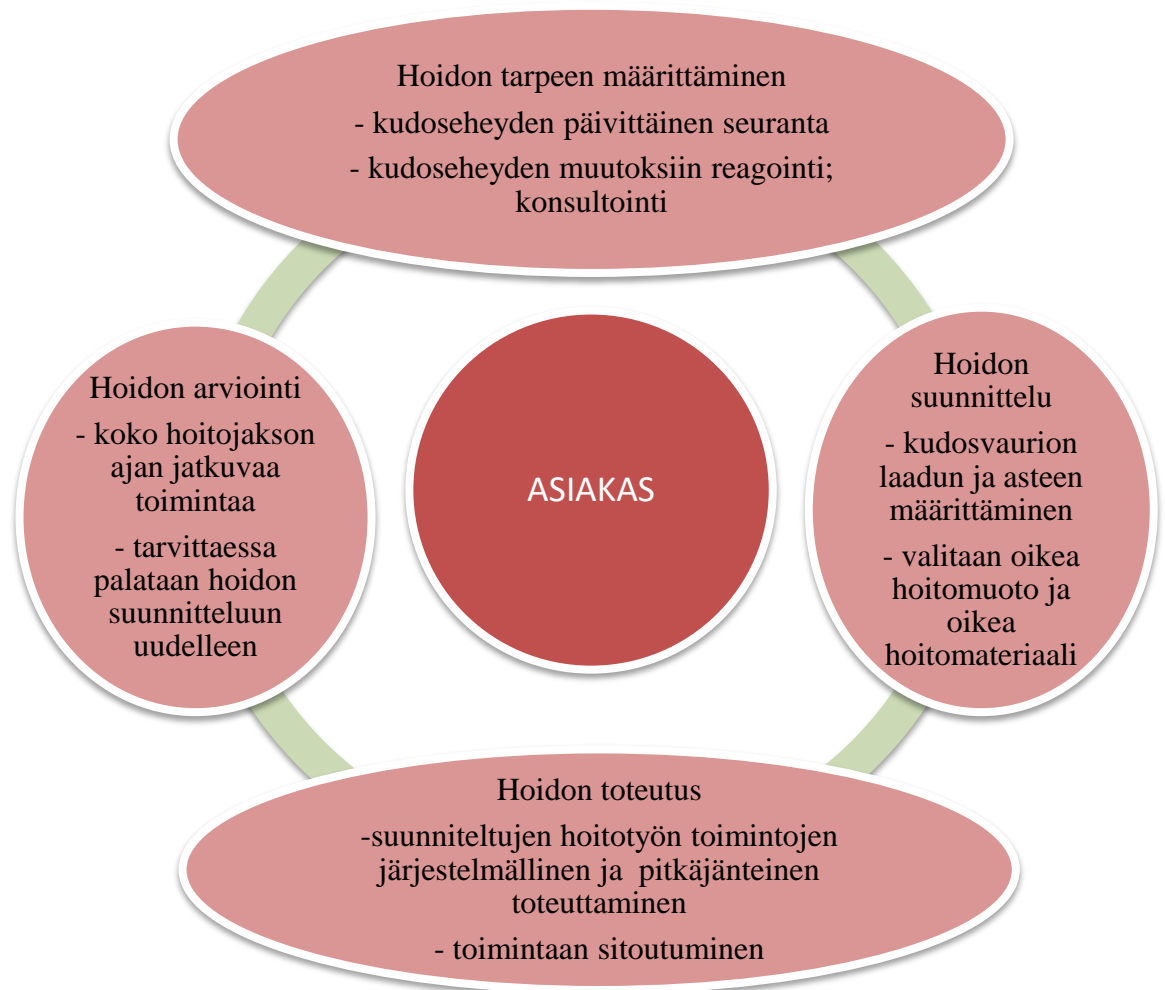 Hoidon tarpeen määrittäminen
- kudoseheyden päivittäinen seuranta
- kudoseheyden muutoksiin reagointi;
konsultointi
Hoidon
suunnittelu
- kudosvaurion
laadun ja asteen
määrittäminen
- valitaan oikea
hoitomuoto ja
oikea
hoitomateriaali
Hoidon toteutus
-suunniteltujen hoitotyön toimintojen
järjestelmällinen ja pitkäjänteinen
toteuttaminen
- toimintaan sitoutuminen
Hoidon arviointi
- koko hoitojakson
ajan jatkuvaa
toimintaa
- tarvittaessa
palataan hoidon
suunnitteluun
uudelleen
ASIAKAS